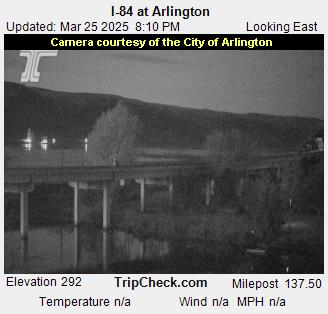 I-84 at Arlington
Updated: Mar 25 2025 8:10 PM Looking East
Camera courtesy of the City of Arlington
Elevation 292 TripCheck.com Milepost 137.50
Temperature n/a Wind n/a MPH n/a